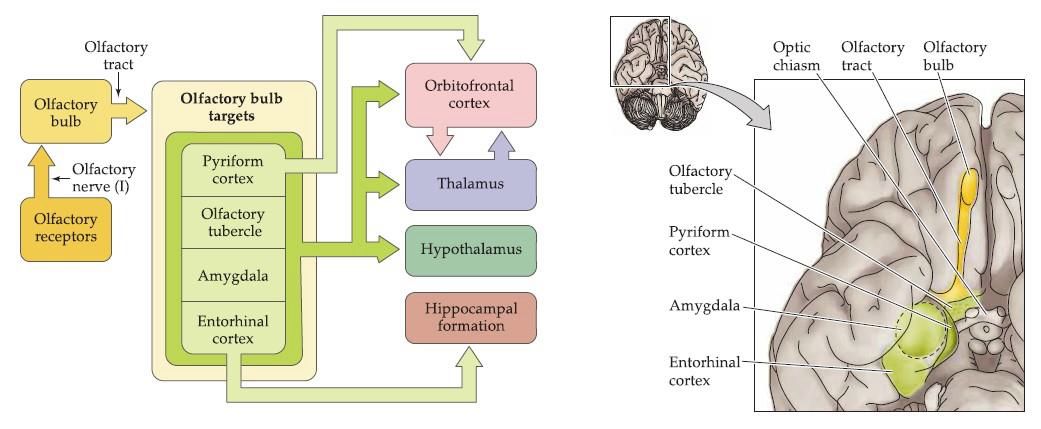 Olfactory
tract
Olfactory
bulb
Olfactory
nerve (I)
Olfactory
receptors
Olfactory bulb
targets
Pyriform
cortex
Olfactory
tubercle
Amygdala
Entorhinal
cortex
Orbitofrontal
cortex
Thalamus
Hypothalamus
Hippocampal
formation
Optic
chiasm
Olfactory
tract
Olfactory
bulb
Olfactory
tubercle
Pyriform
cortex
Amygdala
Entorhinal
cortex